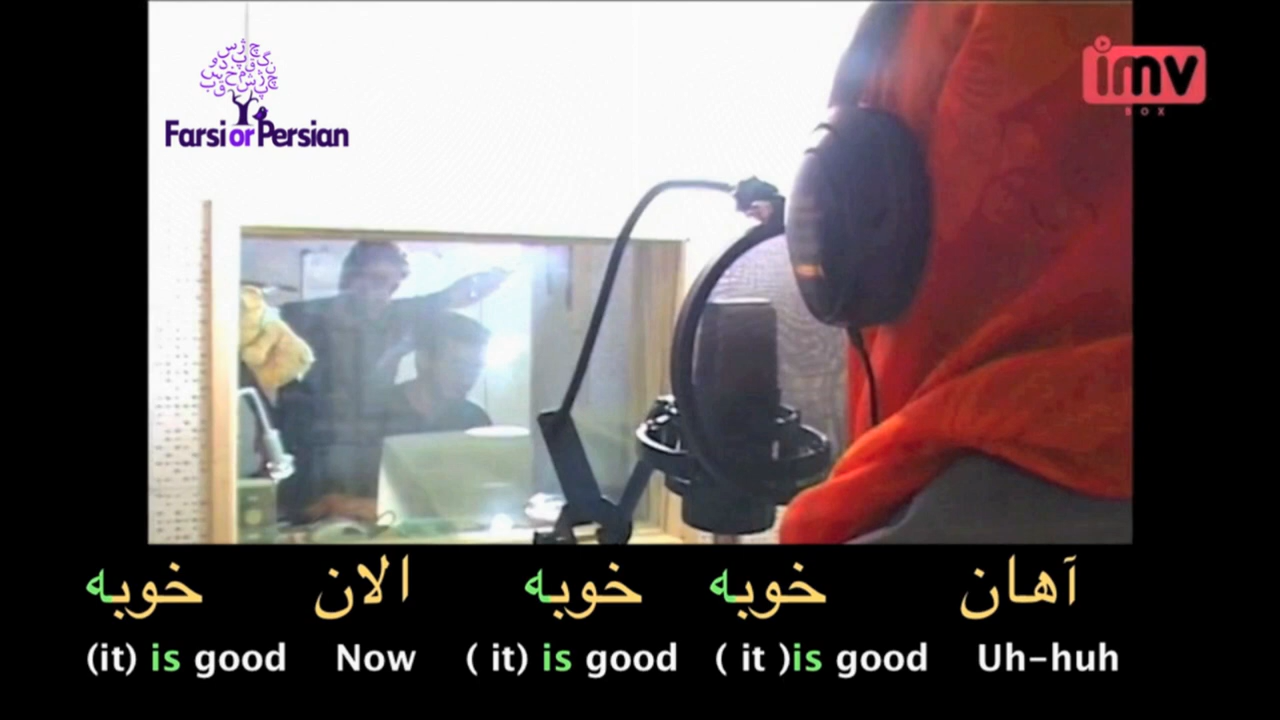 Farsi or Persian
imv
BOX
آهان خوبه خوبه الان خوبه
(it) is good Now ( it) is good ( it )is good Uh-huh